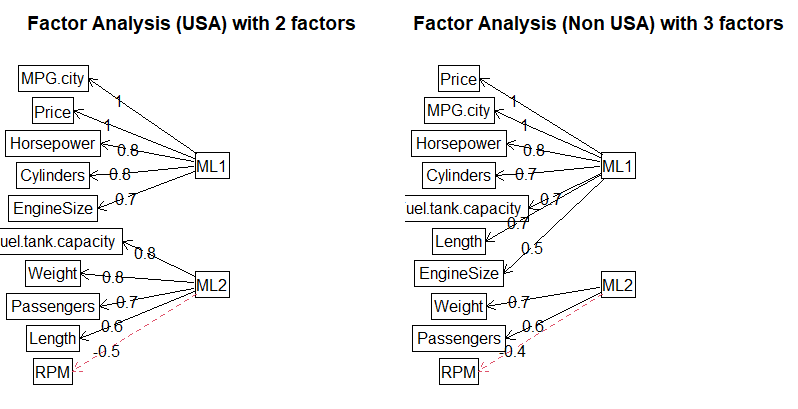 Factor Analysis (USA) with 2 factors
MPG.city
Price
Horsepower
Cylinders
EngineSize
uel.tank.capacity
Weight
Passengers
Length
RPM
1
1
0.8
0.8
0.7
0.8
0.8
0.7
0.6
-0.5
ML1
ML2
Factor Analysis (Non USA) with 3 factors
Price
MPG.city
Horsepower
Cylinders
uel.tank.capacity
Length
EngineSize
Weight
Passengers
RPM
1
1
0.8
0.7
0.7
0.7
0.5
0.7
0.6
-0.4
ML1
ML2